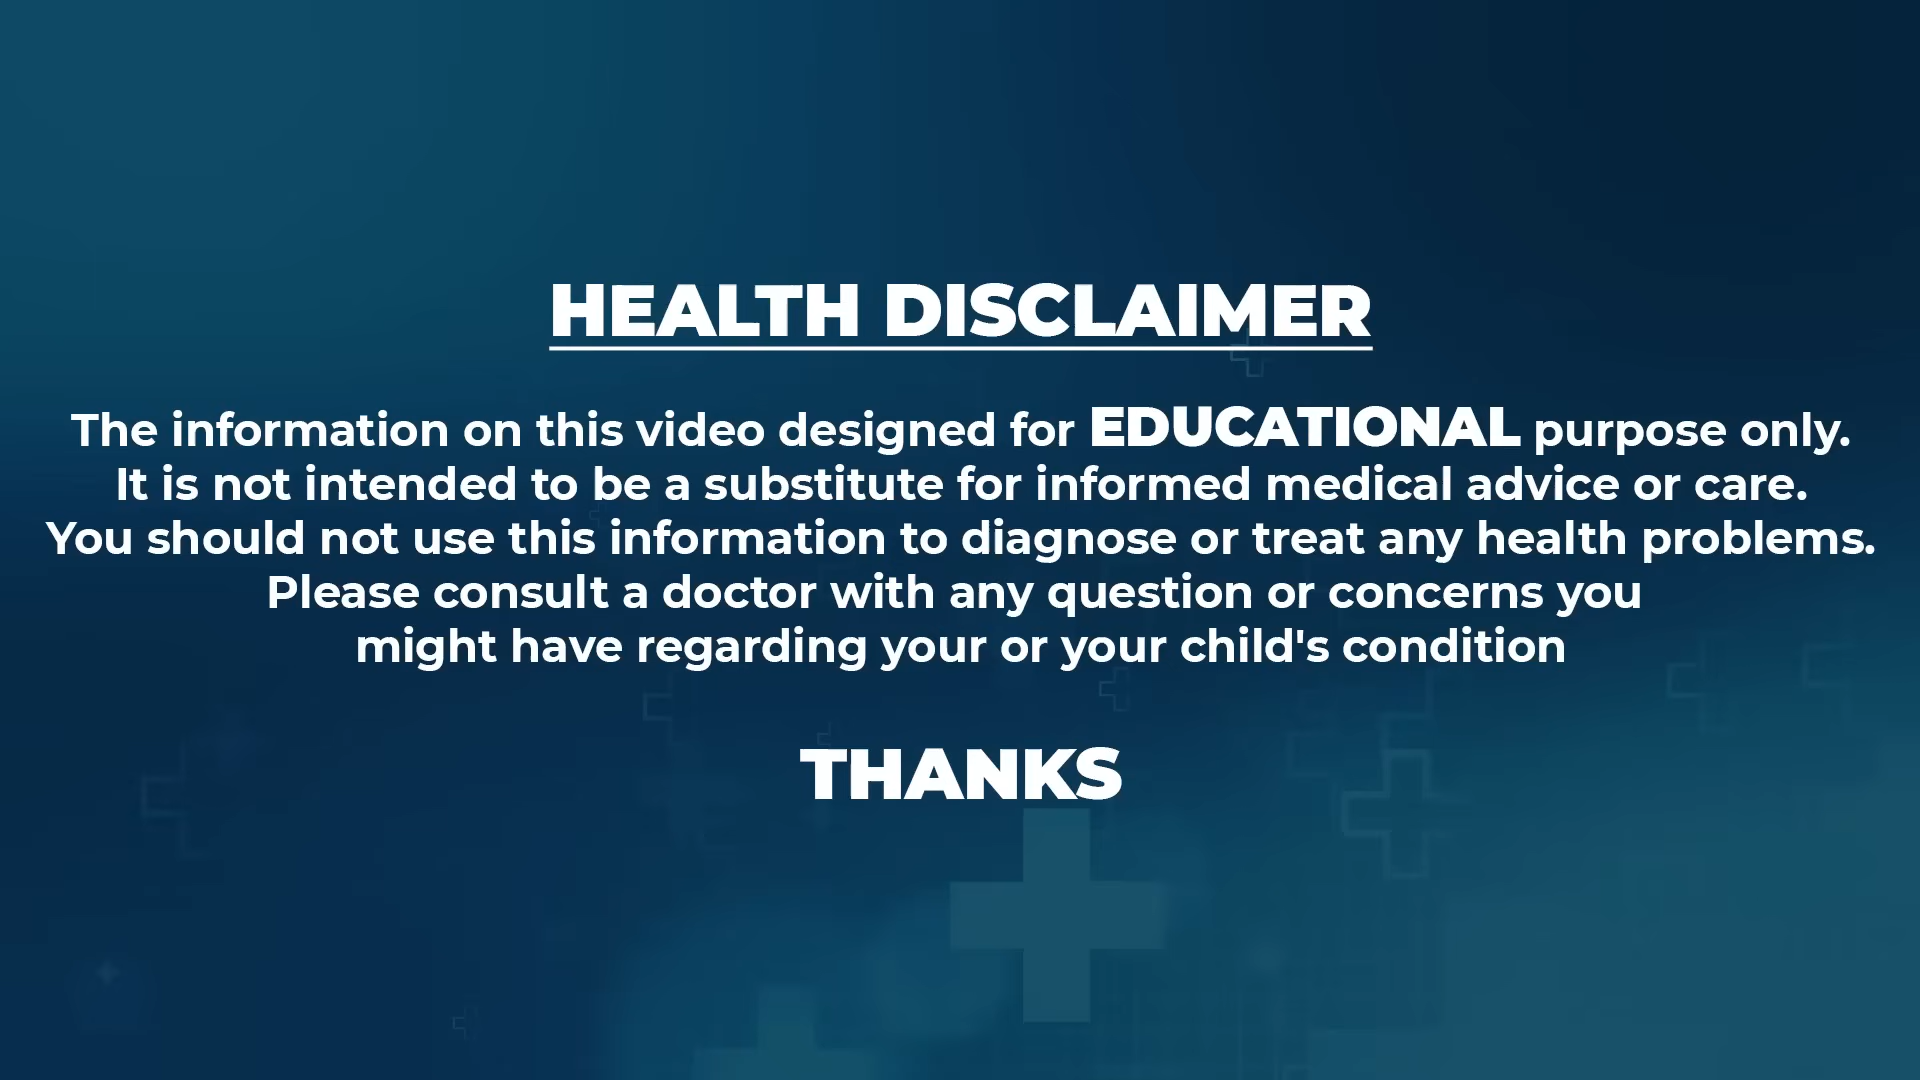 HEALTH DISCLAIMER
The information on this video designed for EDUCATIONAL purpose only.
It is not intended to be a substitute for informed medical advice or care.
You should not use this information to diagnose or treat any health problems.
Please consult a doctor with any question or concerns you
might have regarding your or your child's condition
THANKS